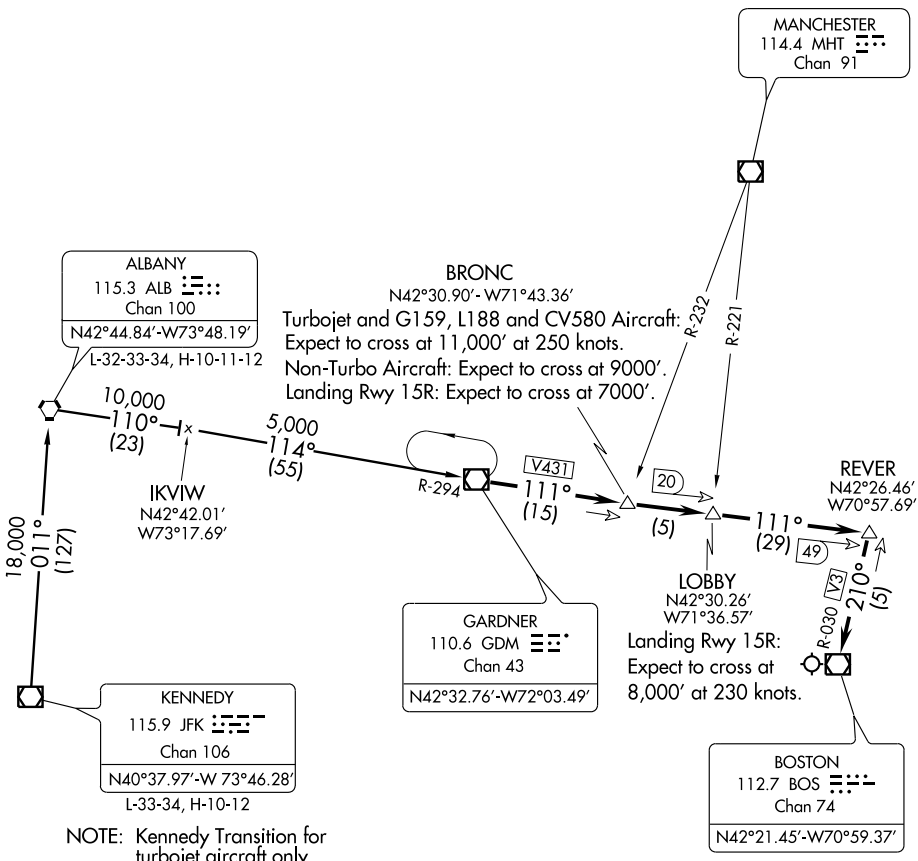 MANCHESTER
114.4 MHT
Chan 91
ALBANY
115.3 ALB
Chan 100
N42°44.84'-W73°48.19'
L-32-33-34, H-10-11-12
BRONC
N42°30.90'-W71°43.36'
Turbojet and G159, L188 and CV580 Aircraft:
Expect to cross at 11,000' at 250 knots.
Non-Turbo Aircraft: Expect to cross at 9000'.
Landing Rwy 15R: Expect to cross at 7000'.
R-232
R-221
10,000
110°
(23)
IKVIW
N42°42.01'
W73°17.69'
5,000
114°
(55)
R-294
V431
111°
(15)
20
(5)
111°
(29)
49
REVER
N42°26.46'
W70°57.69'
18,000
011°
(127)
LOBBY
N42°30.26'
W71°36.57'
Landing Rwy 15R:
Expect to cross at
8,000' at 230 knots.
R-030
V3
210°
(5)
GARDNER
110.6 GDM
Chan 43
N42°32.76'-W72°03.49'
KENNEDY
115.9 JFK
Chan 106
N40°37.97'-W 73°46.28'
L-33-34, H-10-12
BOSTON
112.7 BOS
Chan 74
N42°21.45'-W70°59.37'
NOTE: Kennedy Transition for
turbojet aircraft only